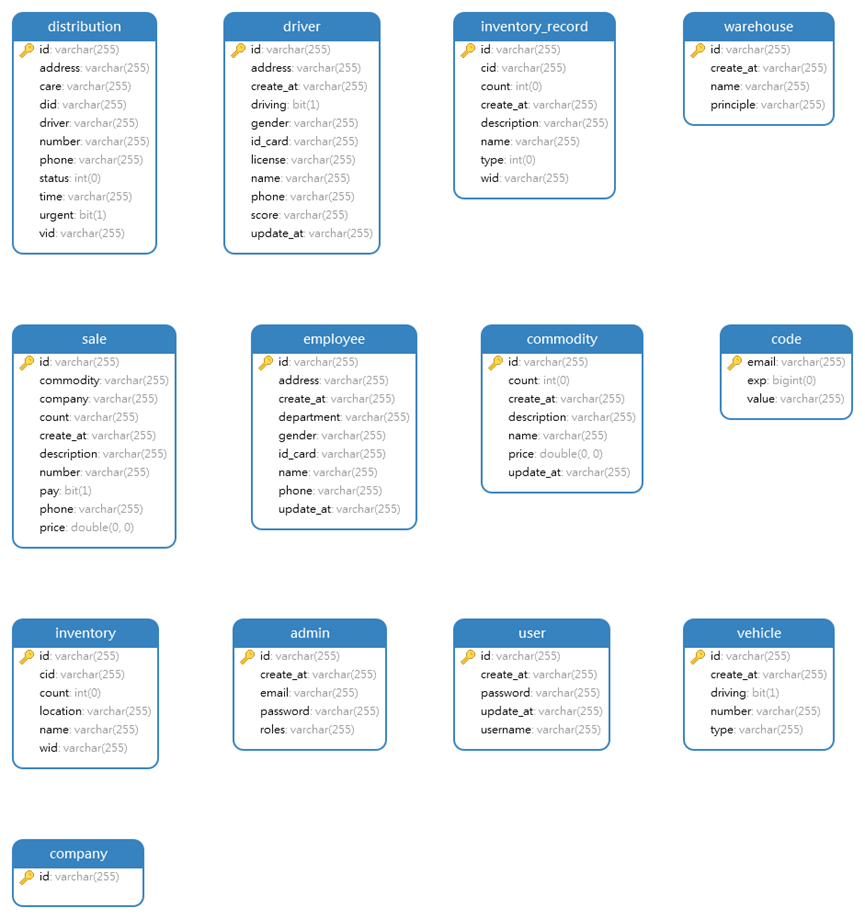 distribution
id: varchar(255)
address: varchar(255)
care: varchar(255)
did: varchar(255)
driver: varchar(255)
number: varchar(255)
phone: varchar(255)
status: int(0)
time: varchar(255)
urgent: bit(1)
vid: varchar(255)
driver
id: varchar(255)
address: varchar(255)
create_at: varchar(255)
driving: bit(1)
gender: varchar(255)
id_card: varchar(255)
license: varchar(255)
name: varchar(255)
phone: varchar(255)
score: varchar(255)
update_at: varchar(255)
inventory_record
id: varchar(255)
cid: varchar(255)
count: int(0)
create_at: varchar(255)
description: varchar(255)
name: varchar(255)
type: int(0)
wid: varchar(255)
warehouse
id: varchar(255)
create_at: varchar(255)
name: varchar(255)
principle: varchar(255)
sale
id: varchar(255)
commodity: varchar(255)
company: varchar(255)
count: varchar(255)
create_at: varchar(255)
description: varchar(255)
number: varchar(255)
pay: bit(1)
phone: varchar(255)
price: double(0, 0)
employee
id: varchar(255)
address: varchar(255)
create_at: varchar(255)
department: varchar(255)
gender: varchar(255)
id_card: varchar(255)
name: varchar(255)
phone: varchar(255)
update_at: varchar(255)
commodity
id: varchar(255)
count: int(0)
create_at: varchar(255)
description: varchar(255)
name: varchar(255)
price: double(0, 0)
update_at: varchar(255)
code
email: varchar(255)
exp: bigint(0)
value: varchar(255)
inventory
id: varchar(255)
cid: varchar(255)
count: int(0)
location: varchar(255)
name: varchar(255)
wid: varchar(255)
admin
id: varchar(255)
create_at: varchar(255)
email: varchar(255)
password: varchar(255)
roles: varchar(255)
user
id: varchar(255)
create_at: varchar(255)
password: varchar(255)
update_at: varchar(255)
username: varchar(255)
vehicle
id: varchar(255)
create_at: varchar(255)
driving: bit(1)
number: varchar(255)
type: varchar(255)
company
id: varchar(255)